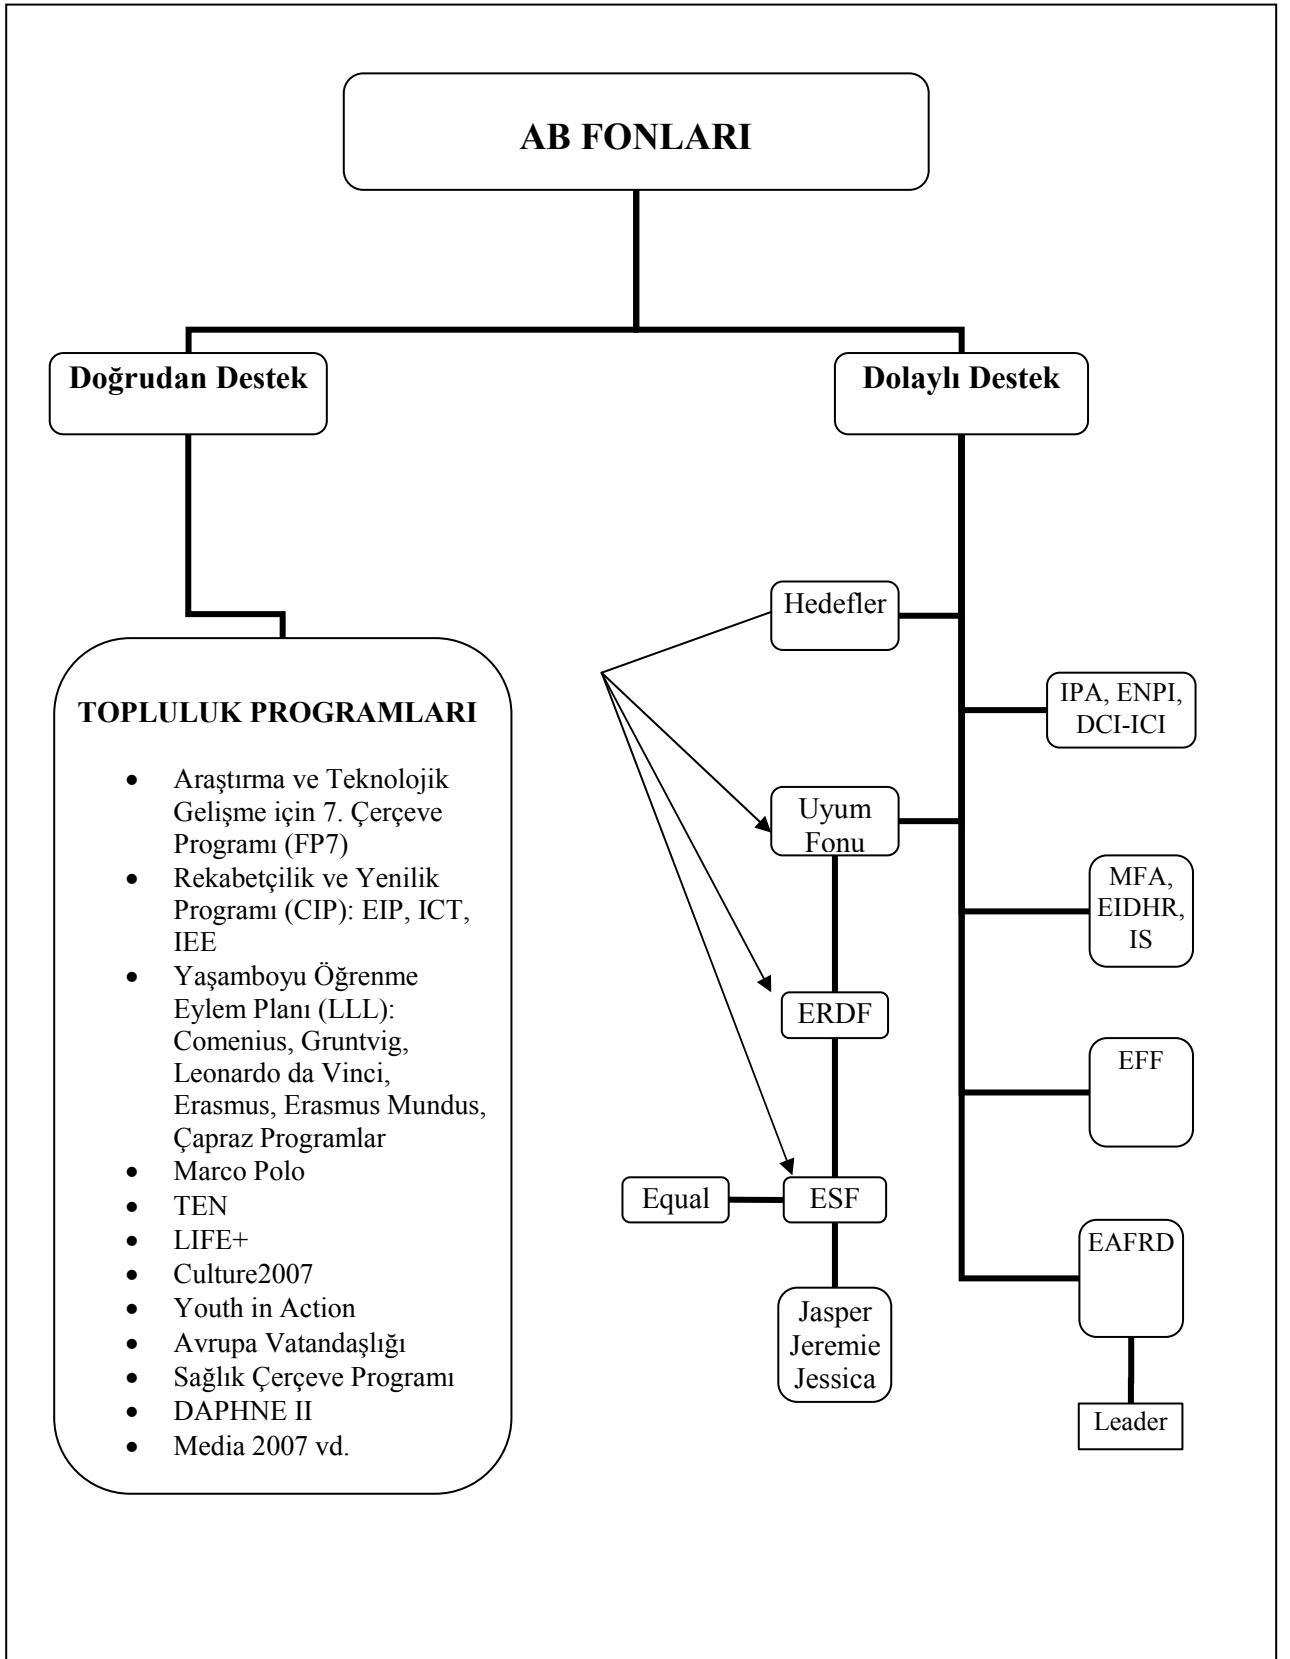 AB FONLARI
Doğrudan Destek
Dolaylı Destek
TOPLULUK PROGRAMLARI
• Araştırma ve Teknolojik
Gelişme için 7. Çerçeve
Programı (FP7)
• Rekabetçilik ve Yenilik
Programı (CIP): EIP, ICT,
IEE
• Yaşamboyu Öğrenme
Eylem Planı (LLL):
Comenius, Gruntvig,
Leonardo da Vinci,
Erasmus, Erasmus Mundus,
Çapraz Programlar
• Marco Polo
• TEN
• LIFE+
• Culture2007
• Youth in Action
• Avrupa Vatandaşlığı
• Sağlık Çerçeve Programı
• DAPHNE II
• Media 2007 vd.
Hedefler
Uyum
Fonu
ERDF
Equal
ESF
Jasper
Jeremie
Jessica
IPA, ENPI,
DCI-ICI
MFA,
EIDHR,
IS
EFF
EAFRD
Leader